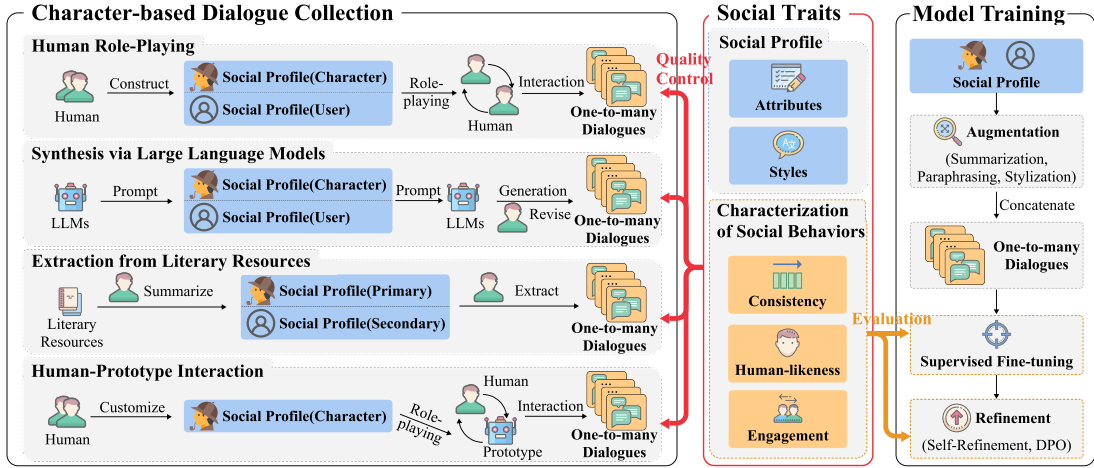 Character-based Dialogue Collection
Human Role-Playing
Human
Construct
Social Profile(Character)
Social Profile(User)
Role-
playing
Human
Interaction
One-to-many
Dialogues
Synthesis via Large Language Models
LLMs
Prompt
Social Profile(Character)
Social Profile(User)
Prompt
LLMs
Generation
Revise
One-to-many
Dialogues
Extraction from Literary Resources
Literary
Resources
Summarize
Social Profile(Primary)
Social Profile(Secondary)
Extract
One-to-many
Dialogues
Human-Prototype Interaction
Human
Customize
Social Profile(Character)
Role-
playing
Human
Prototype
Interaction
One-to-many
Dialogues
Quality
Control
Social Traits
Social Profile
Attributes
Styles
Characterization
of Social Behaviors
Consistency
Human-likeness
Engagement
Evaluation
Model Training
Social Profile
Augmentation
(Summarization,
Paraphrasing, Stylization)
Concatenate
One-to-many
Dialogues
Supervised Fine-tuning
Refinement
(Self-Refinement, DPO)